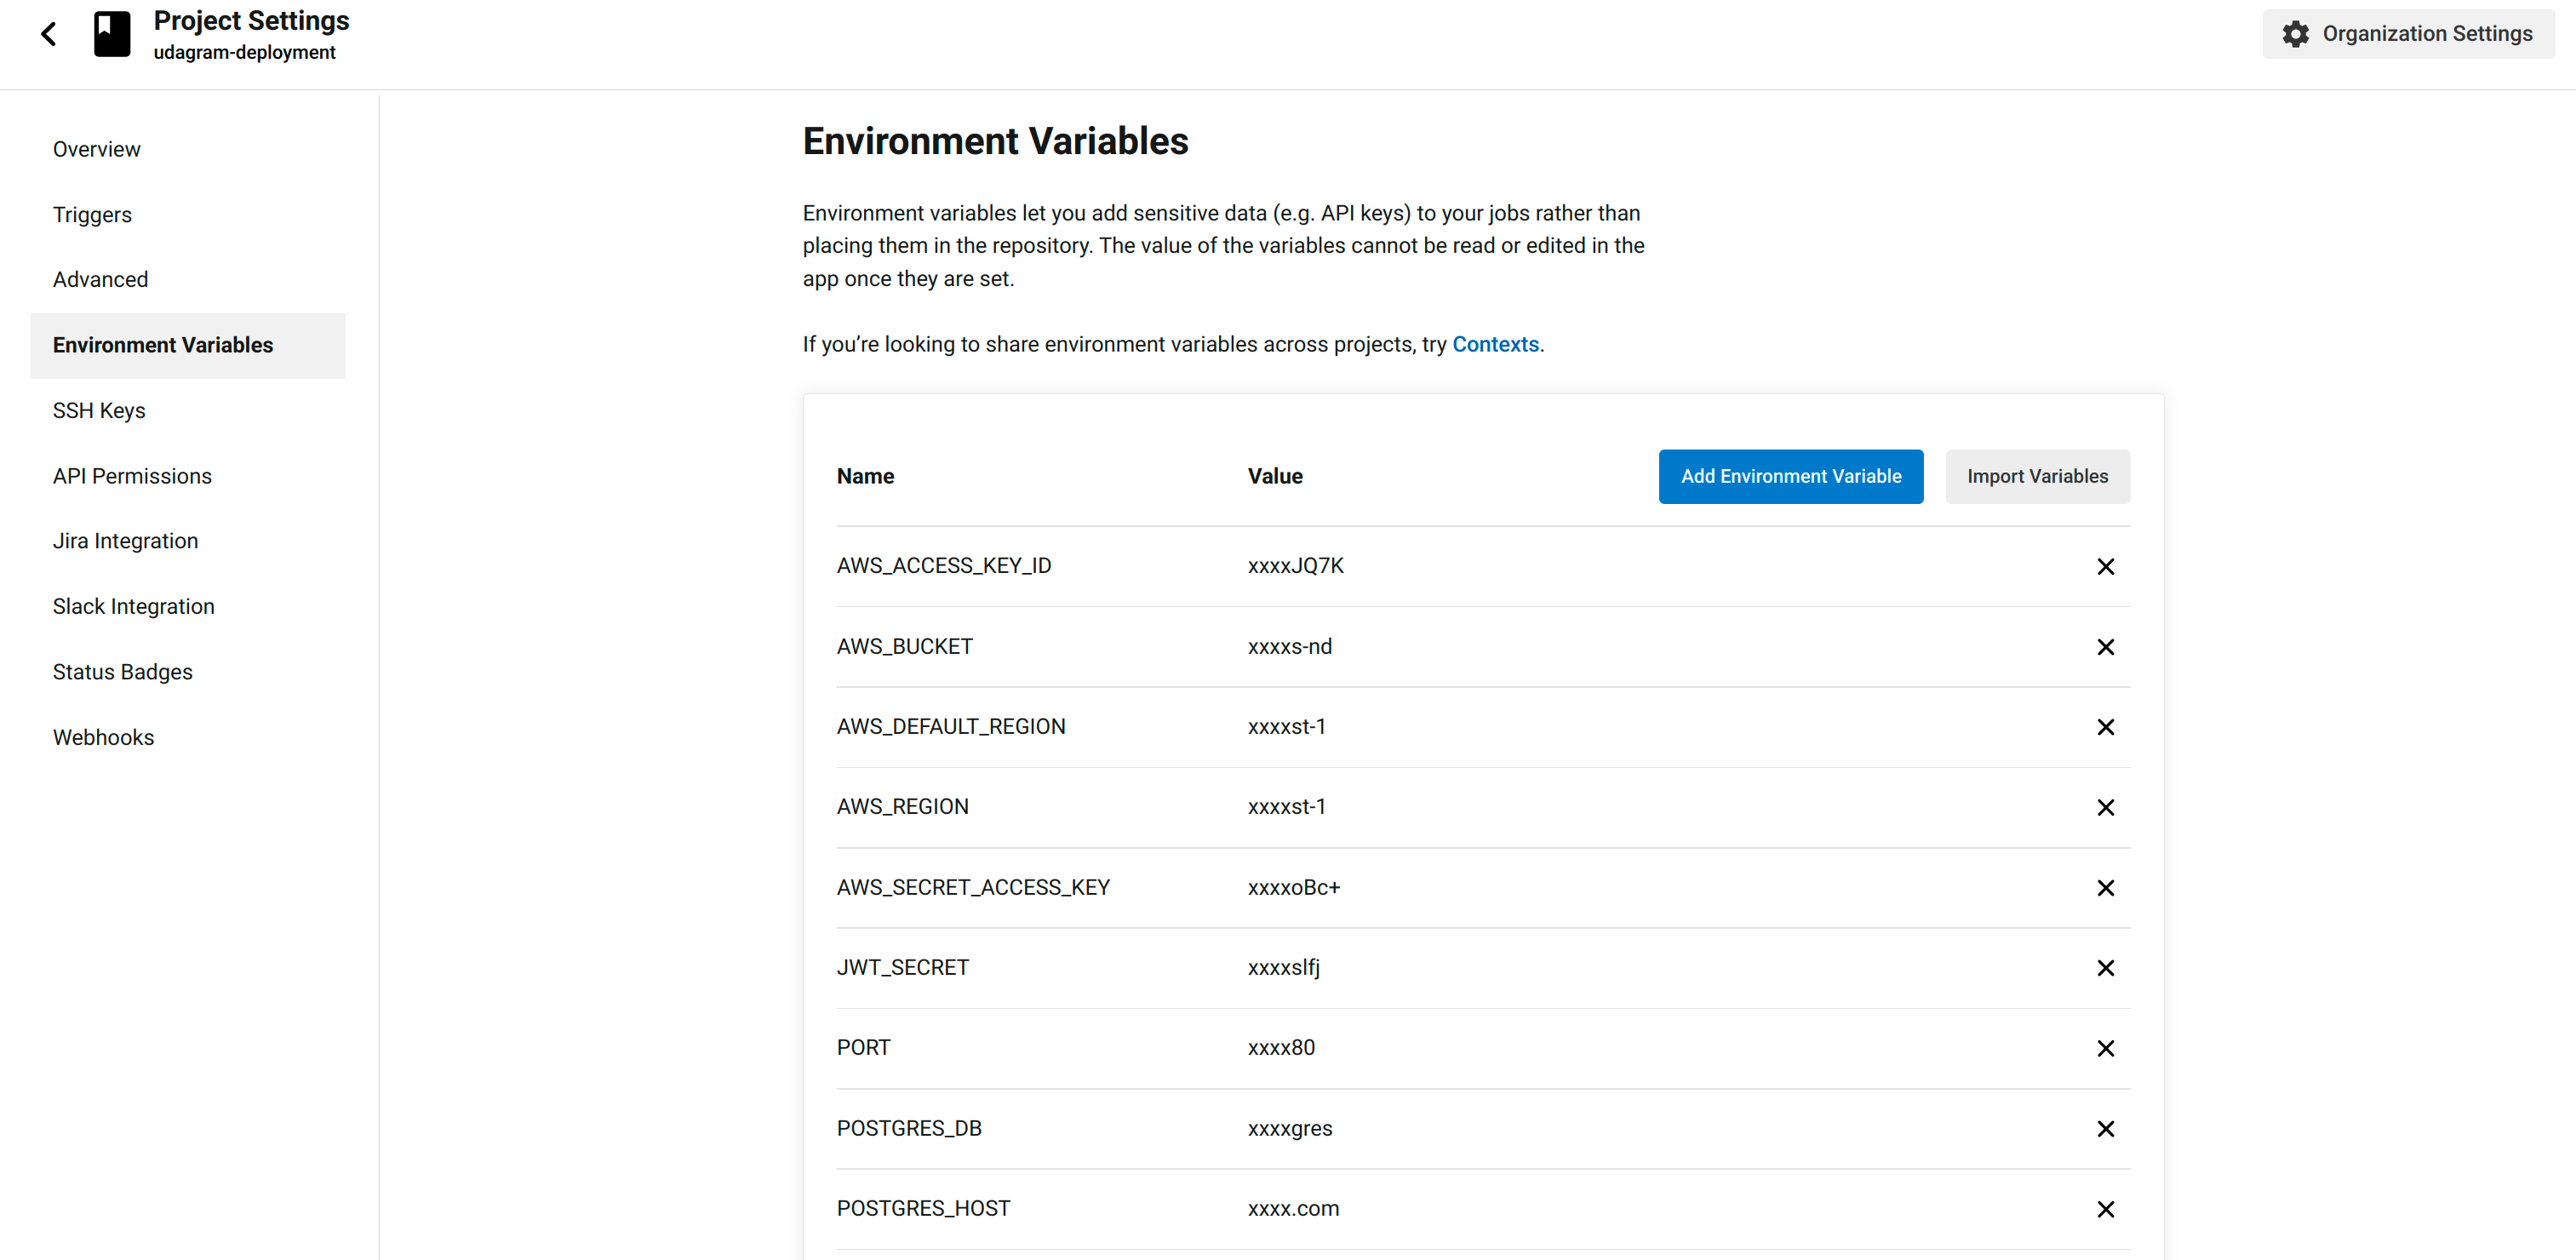 Project Settings
udagram-deployment
Organization Settings
Overview
Triggers
Advanced
Environment Variables
SSH Keys
API Permissions
Jira Integration
Slack Integration
Status Badges
Webhooks
Environment Variables
Environment variables let you add sensitive data (e.g. API keys) to your jobs rather than
placing them in the repository. The value of the variables cannot be read or edited in the
app once they are set.
If you’re looking to share environment variables across projects, try Contexts.
Name Value Add Environment Variable Import Variables
AWS_ACCESS_KEY_ID xxxxJQ7K
AWS_BUCKET xxxxs-nd
AWS_DEFAULT_REGION xxxxst-1
AWS_REGION xxxxst-1
AWS_SECRET_ACCESS_KEY xxxxoBc+
JWT_SECRET xxxxslfj
PORT xxxx80
POSTGRES_DB xxxxgres
POSTGRES_HOST xxxx.com